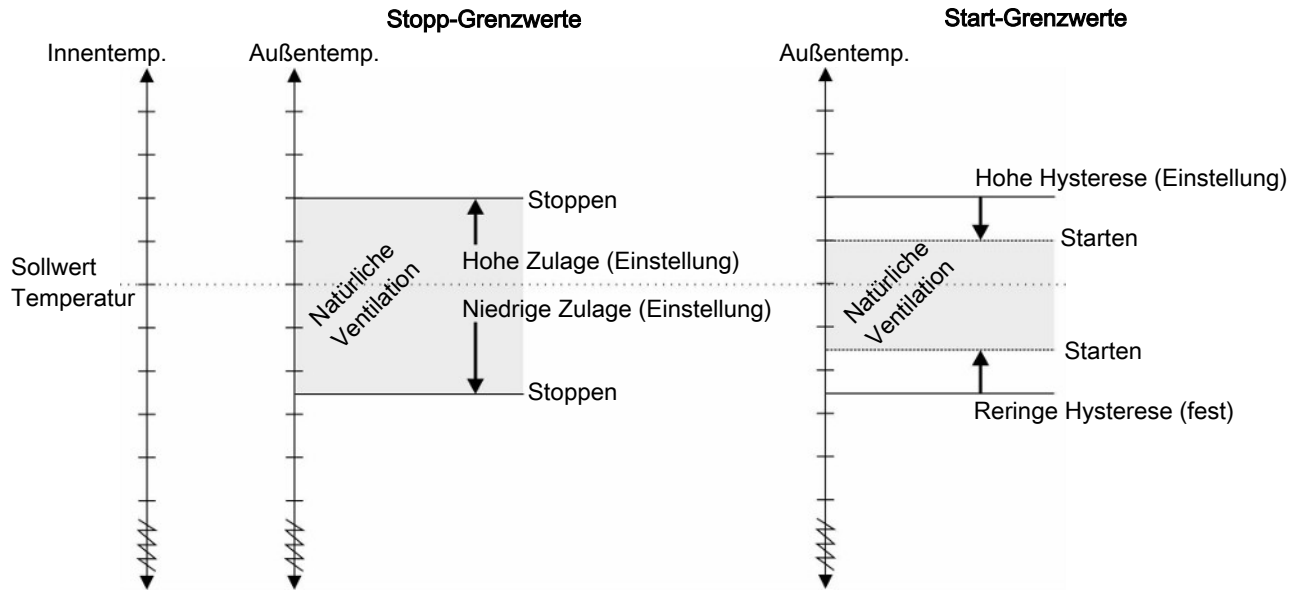 Stopp-Grenzwerte
Start-Grenzwerte
Innentemp.
Außentemp.
Außentemp.
Hohe Hysterese (Einstellung)
Stoppen
Starten
Hohe Zulage (Einstellung)
Sollwert
Temperatur
Natürliche
Ventilation
Natürliche
Ventilation
Niedrige Zulage (Einstellung)
Starten
Stoppen
Reringe Hysterese (fest)